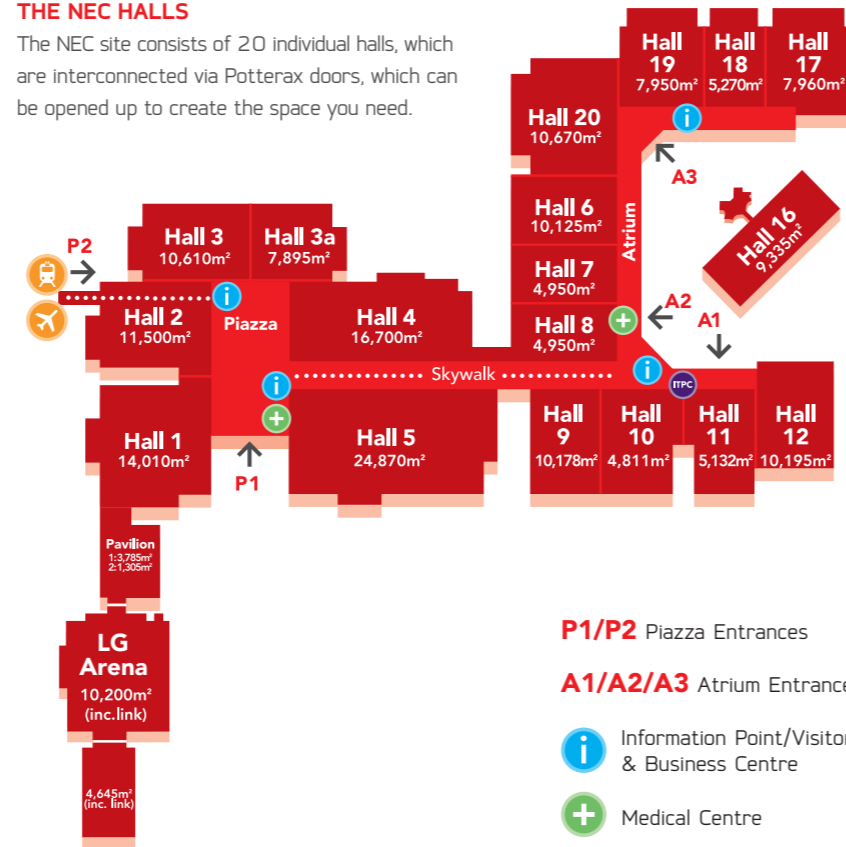 THE NEC HALLS
The NEC site consists of 20 individual halls, which
are interconnected via Potterax doors, which can
be opened up to create the space you need.
Hall
19
7,950m²
Hall
18
5,270m²
Hall
17
7,960m²
Hall 20
10,670m²
i
A3
Hall 6
10,125m²
Atrium
Hall 16
9,335m²
Hall 3
10,610m²
Hall 3a
7,895m²
P2
Hall 7
4,950m²
i
Hall 2
11,500m²
Piazza
Hall 4
16,700m²
Hall 8
4,950m²
A2
A1
Skywalk
i
i
ITPC
Hall 1
14,010m²
P1
Hall 5
24,870m²
Hall
9
10,178m²
Hall
10
4,811m²
Hall
11
5,132m²
Hall
12
10,195m²
Pavilion
1:3,785m²
2:1,305m²
LG
Arena
10,200m²
(inc.link)
4,645m²
(inc. link)
P1/P2 Piazza Entrances
A1/A2/A3 Atrium Entrance
i
Information Point/Visitor
& Business Centre
Medical Centre